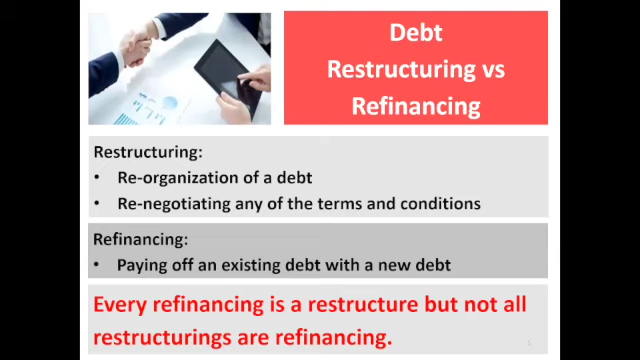 Debt
Restructuring vs
Refinancing
Restructuring:
• Re-organization of a debt
• Re-negotiating any of the terms and conditions
Refinancing:
• Paying off an existing debt with a new debt
Every refinancing is a restructure but not all
restructurings are refinancing.